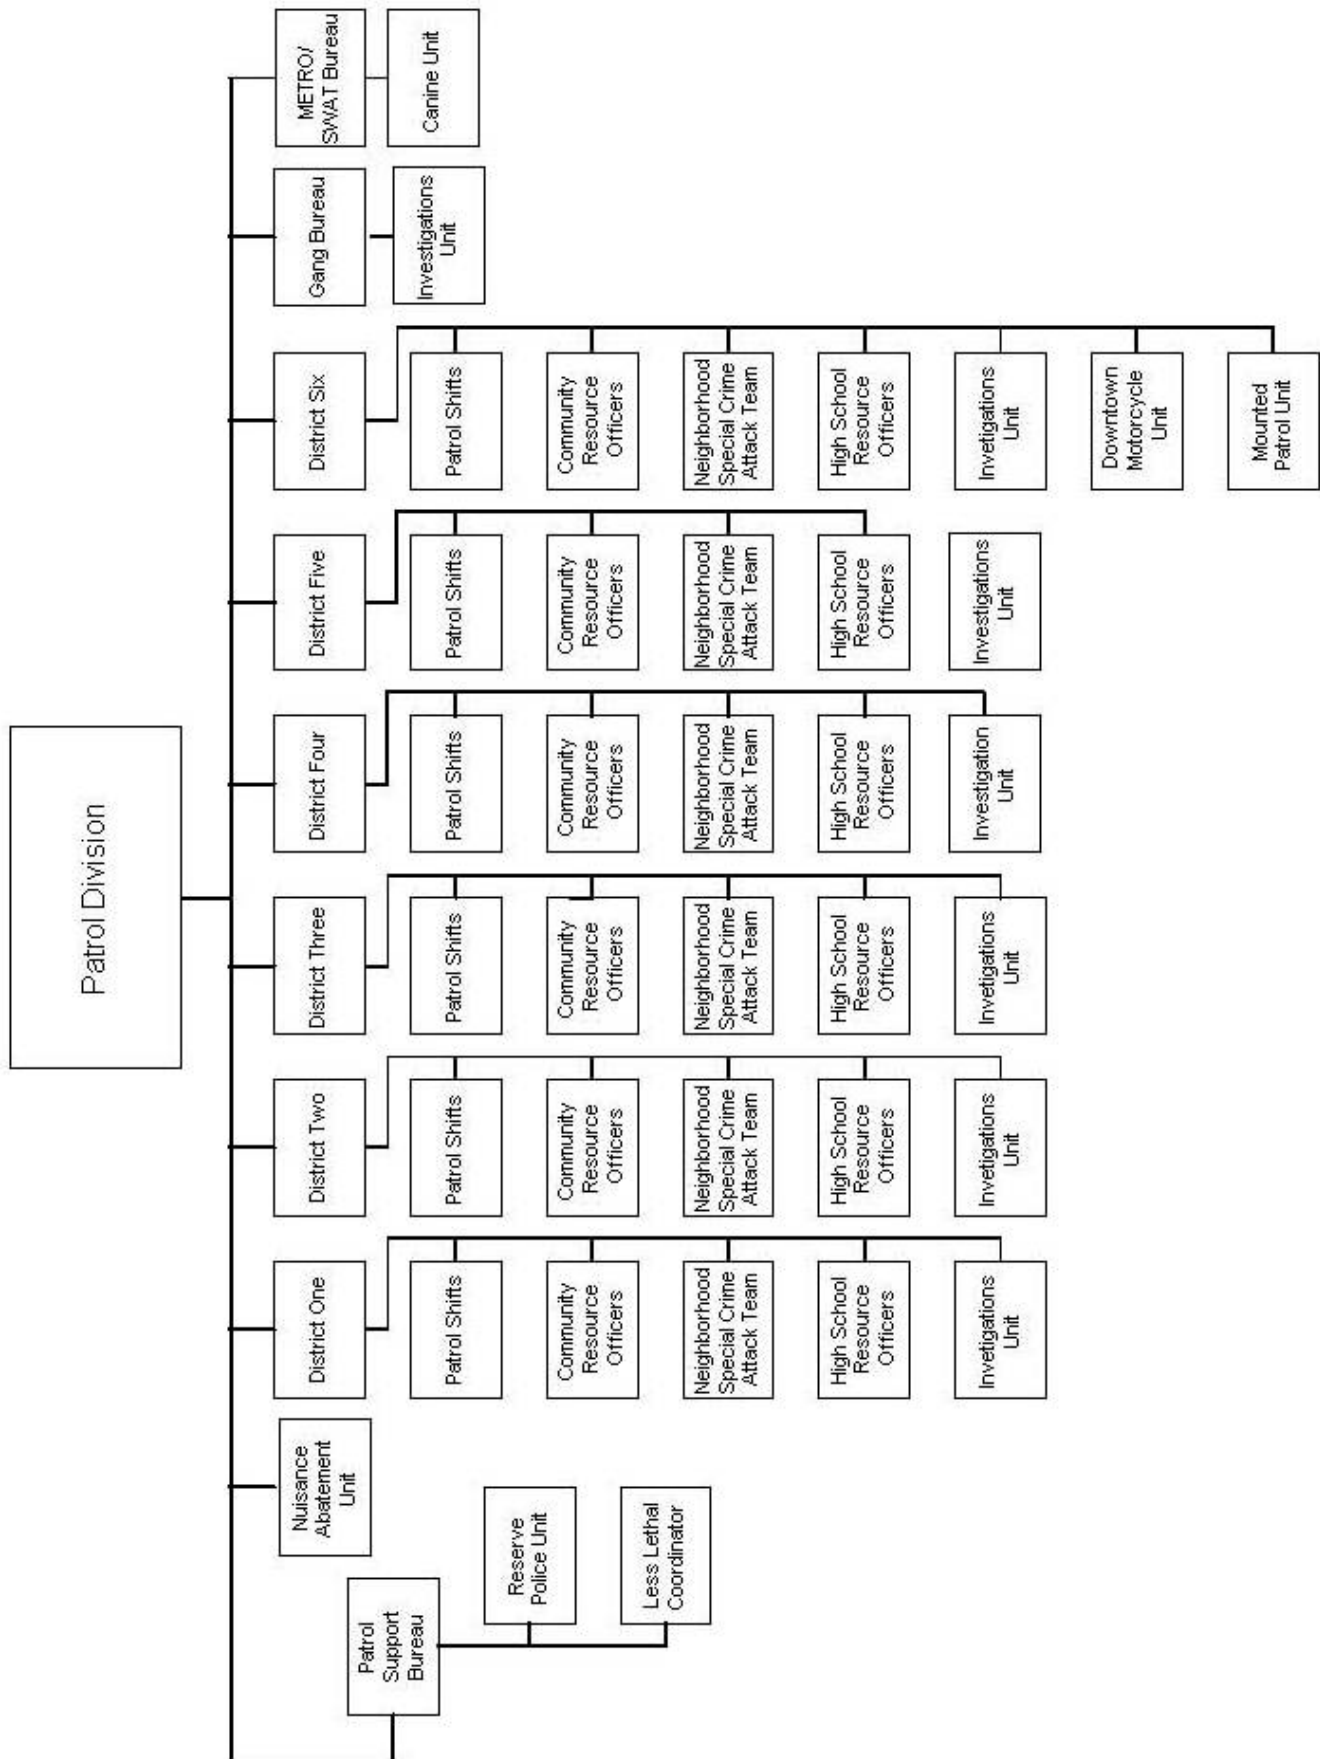 Patrol Division
Patrol
Support
Bureau
Reserve
Police Unit
Less Lethal
Coordinator
Nuisance
Abatement
Unit
District One
Patrol Shifts
Community
Resource
Officers
Neighborhood
Special Crime
Attack Team
High School
Resource
Officers
Invetigations
Unit
District Two
Patrol Shifts
Community
Resource
Officers
Neighborhood
Special Crime
Attack Team
High School
Resource
Officers
Invetigations
Unit
District Three
Patrol Shifts
Community
Resource
Officers
Neighborhood
Special Crime
Attack Team
High School
Resource
Officers
Invetigations
Unit
District Four
Patrol Shifts
Community
Resource
Officers
Neighborhood
Special Crime
Attack Team
High School
Resource
Officers
Investigation
Unit
District Five
Patrol Shifts
Community
Resource
Officers
Neighborhood
Special Crime
Attack Team
High School
Resource
Officers
Investigations
Unit
District Six
Patrol Shifts
Community
Resource
Officers
Neighborhood
Special Crime
Attack Team
High School
Resource
Officers
Invetigations
Unit
Downtown
Motorcycle
Unit
Mounted
Patrol Unit
Gang Bureau
Investigations
Unit
METRO/
SWAT Bureau
Canine Unit